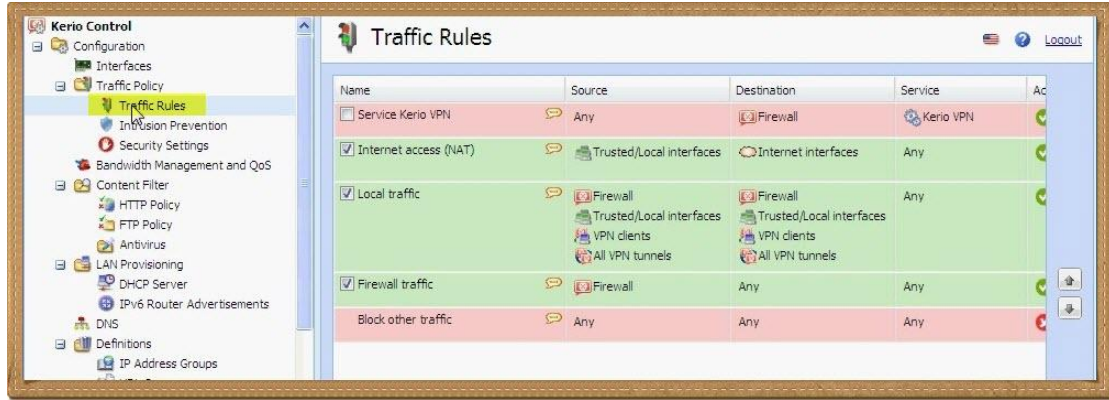 Kerio Control
Configuration
Interfaces
Traffic Policy
Traffic Rules
Intrusion Prevention
Security Settings
Bandwidth Management and QoS
Content Filter
HTTP Policy
FTP Policy
Antivirus
LAN Provisioning
DHCP Server
IPv6 Router Advertisements
DNS
Definitions
IP Address Groups
Traffic Rules
Logout
Name Source Destination Service Ac
Service Kerio VPN Any Firewall Kerio VPN
Internet access (NAT) Trusted/Local interfaces Internet interfaces Any
Local traffic Firewall Firewall Any
Trusted/Local interfaces Trusted/Local interfaces
VPN clients VPN clients
All VPN tunnels All VPN tunnels
Firewall traffic Firewall Any Any
Block other traffic Any Any Any